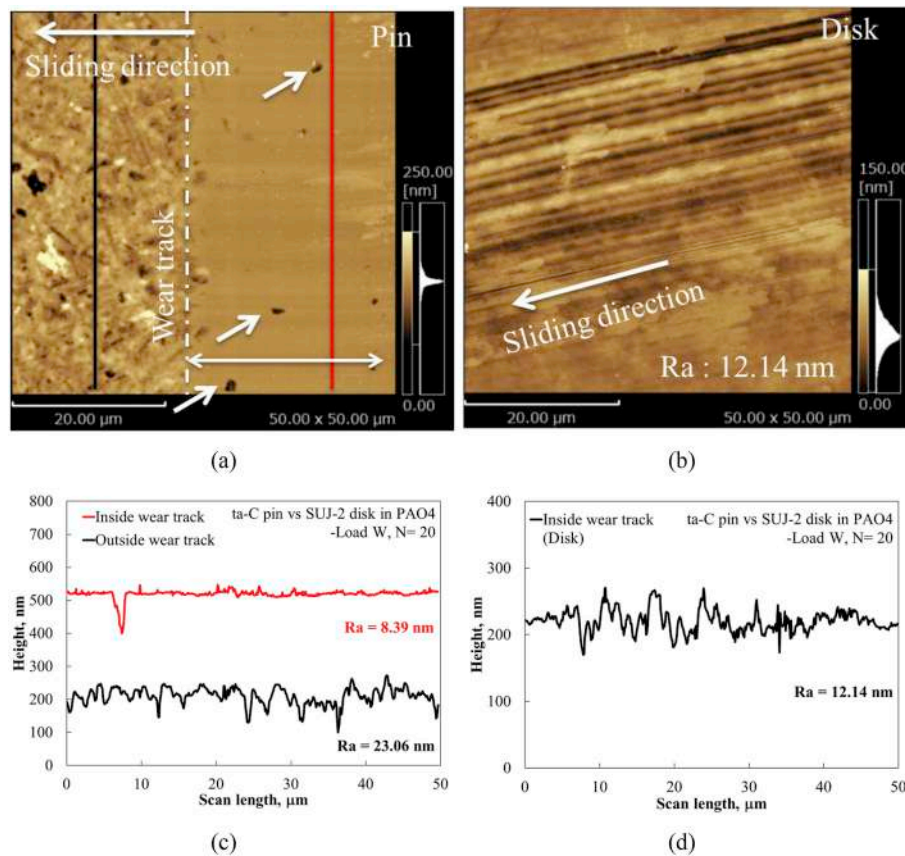 Pin
Sliding direction
Wear track
250.00
[nm]
0.00
20.00 µm
50.00 x 50.00 µm
(a)
Disk
150.00
[nm]
Sliding direction
Ra : 12.14 nm
0.00
20.00 µm
50.00 x 50.00 µm
(b)
800
700
600
500
400
300
200
100
0
Height, nm
Inside wear track
Outside wear track
ta-C pin vs SUJ-2 disk in PAO4
-Load W, N= 20
Ra = 8.39 nm
Ra = 23.06 nm
0 10 20 30 40 50
Scan length, µm
(c)
400
300
200
100
0
Height, nm
Inside wear track
(Disk)
ta-C pin vs SUJ-2 disk in PAO4
-Load W, N= 20
Ra = 12.14 nm
0 10 20 30 40 50
Scan length, µm
(d)